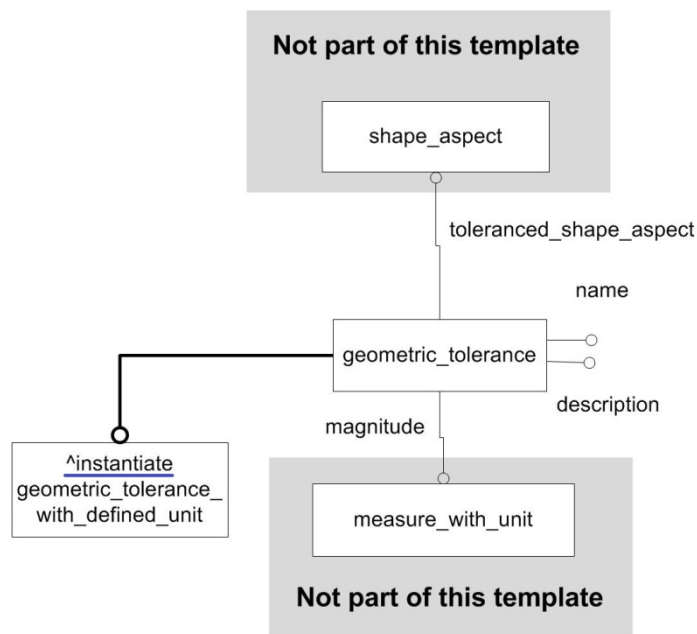 Not part of this template
shape_aspect
toleranced_shape_aspect
name
geometric_tolerance
description
magnitude
^instantiate
geometric_tolerance_
with_defined_unit
measure_with_unit
Not part of this template